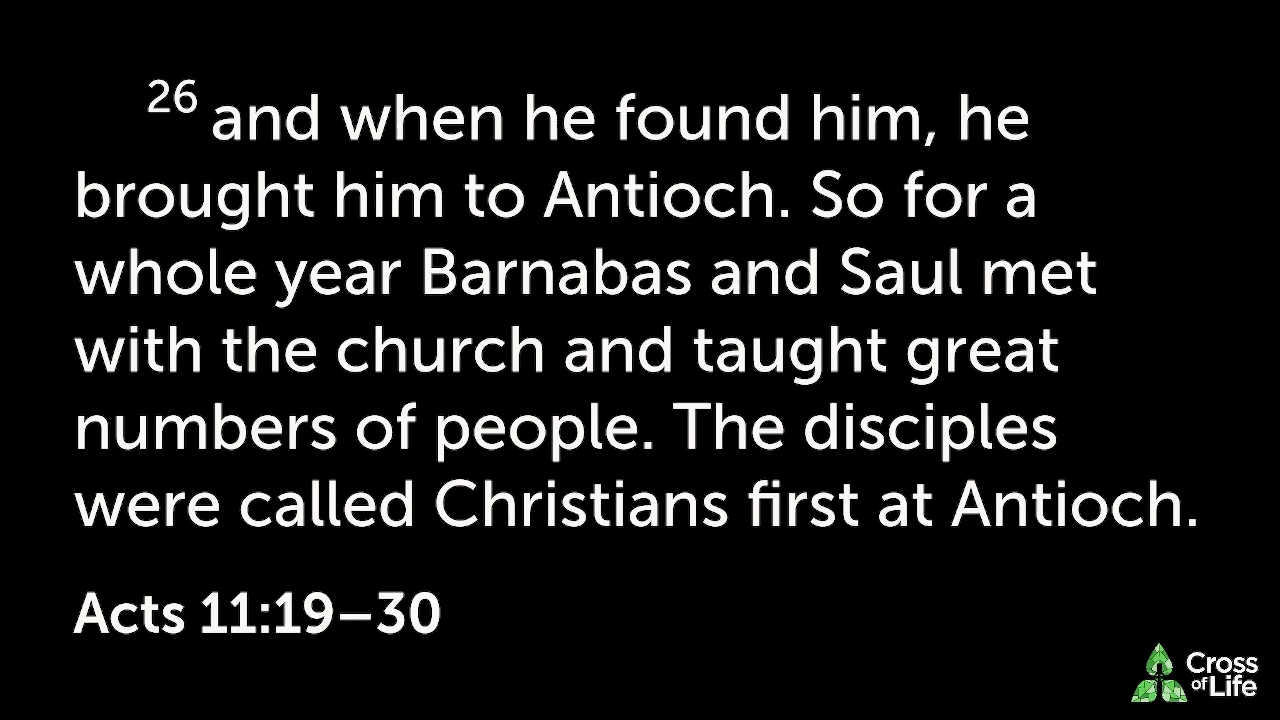 26 and when he found him, he
brought him to Antioch. So for a
whole year Barnabas and Saul met
with the church and taught great
numbers of people. The disciples
were called Christians first at Antioch.
Acts 11:19–30
Cross
of Life